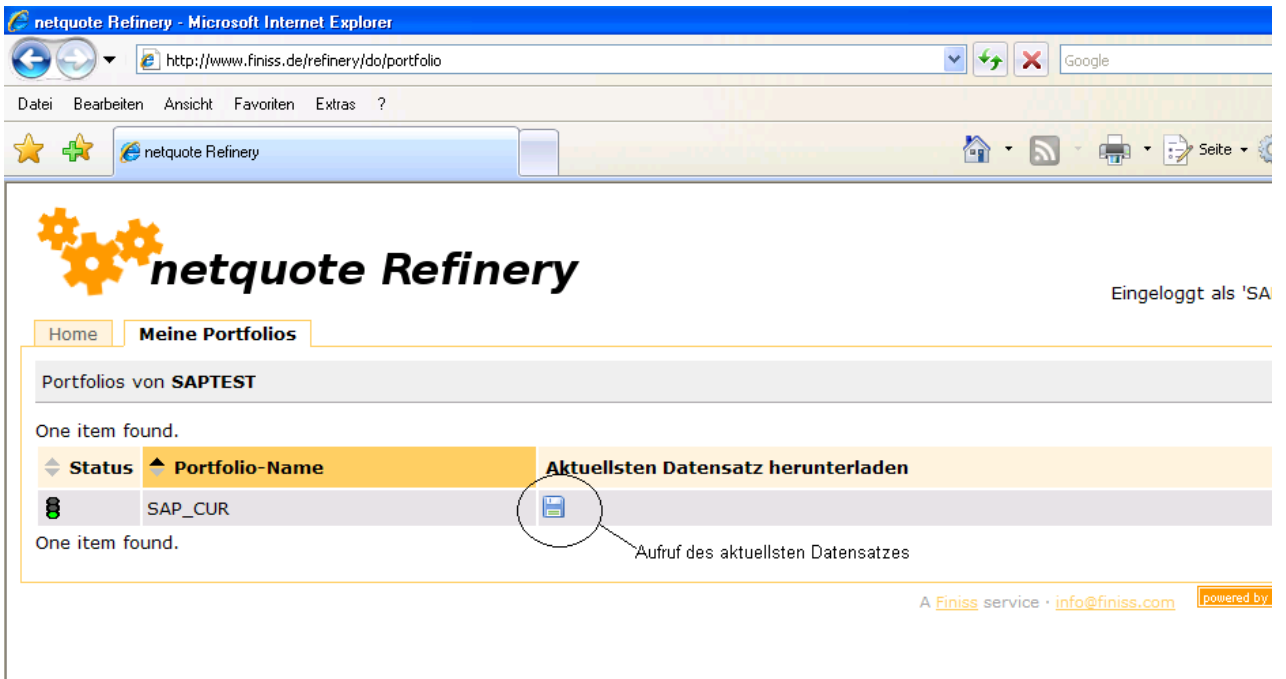 netquote Refinery - Microsoft Internet Explorer
http://www.finiss.de/refinery/do/portfolio
Google
Datei Bearbeiten Ansicht Favoriten Extras ?
netquote Refinery
Seite
netquote Refinery
Eingeloggt als 'SA
Home Meine Portfolios
Portfolios von SAPTEST
One item found.
Status Portfolio-Name Aktuellsten Datensatz herunterladen
SAP_CUR
One item found.
Aufruf des aktuellsten Datensatzes
A Finiss service · info@finiss.com powered by